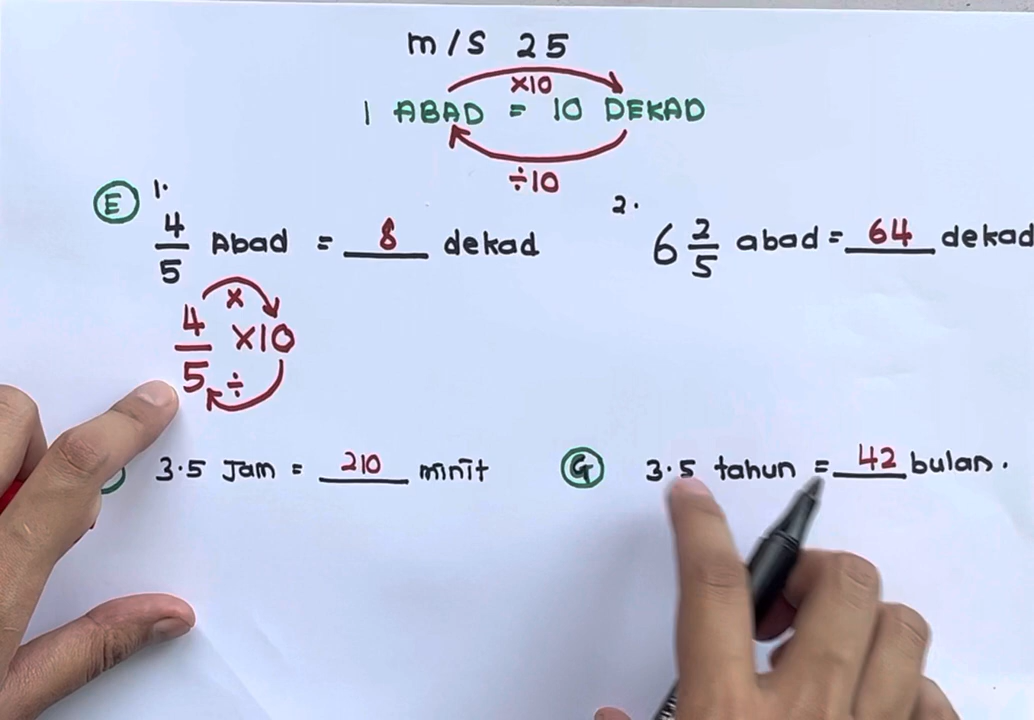 m/s 25
×10
1 ABAD = 10 DEKAD
÷10
E 1. 4/5 Abad = 8 dekad
2. 6 2/5 abad = 64 dekad
×
4/5 ×10
÷
3.5 Jam = 210 minit
G 3.5 tahun = 42 bulan.